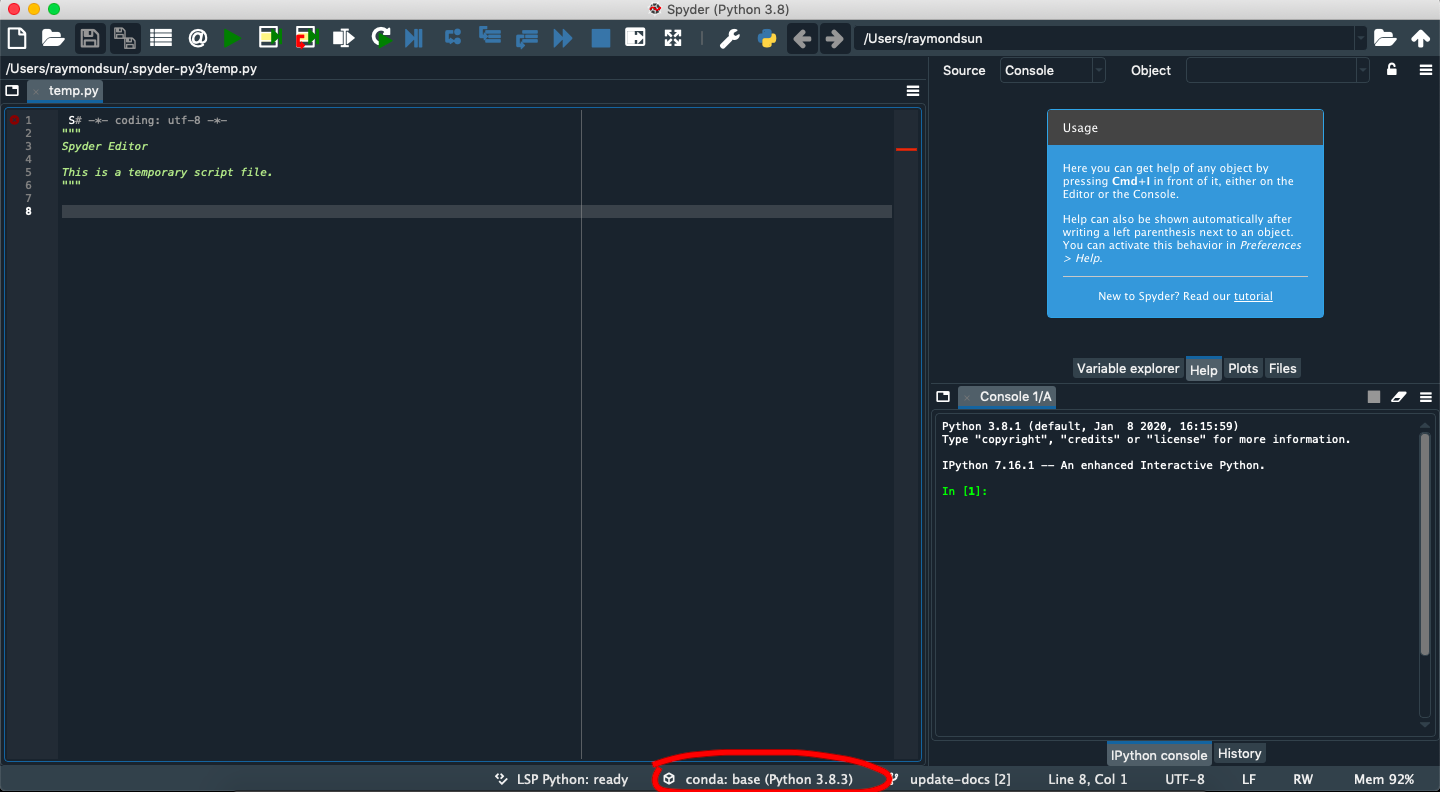 Spyder (Python 3.8)
/Users/raymondsun
/Users/raymondsun/.spyder-py3/temp.py
temp.py
1 S# -*- coding: utf-8 -*-
2 """
3 Spyder Editor
4
5 This is a temporary script file.
6 """
7
8
Source Console Object
Usage
Here you can get help of any object by
pressing Cmd+I in front of it, either on the
Editor or the Console.
Help can also be shown automatically after
writing a left parenthesis next to an object.
You can activate this behavior in Preferences
> Help.
New to Spyder? Read our tutorial
Variable explorer Help Plots Files
Console 1/A
Python 3.8.1 (default, Jan  8 2020, 16:15:59)
Type "copyright", "credits" or "license" for more information.
IPython 7.16.1 -- An enhanced Interactive Python.
In [1]:
IPython console History
LSP Python: ready conda: base (Python 3.8.3) update-docs [2] Line 8, Col 1 UTF-8 LF RW Mem 92%